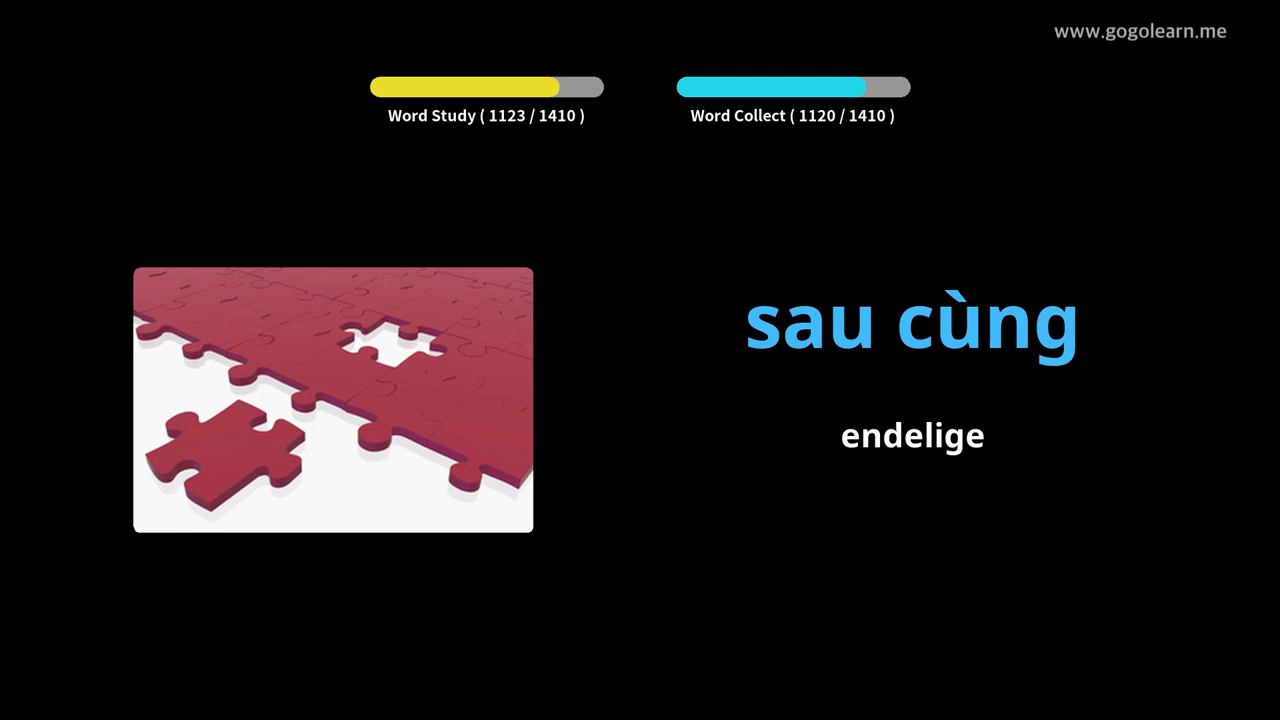 www.gogolearn.me
Word Study ( 1123 / 1410 )
Word Collect ( 1120 / 1410 )
sau cùng
endelige